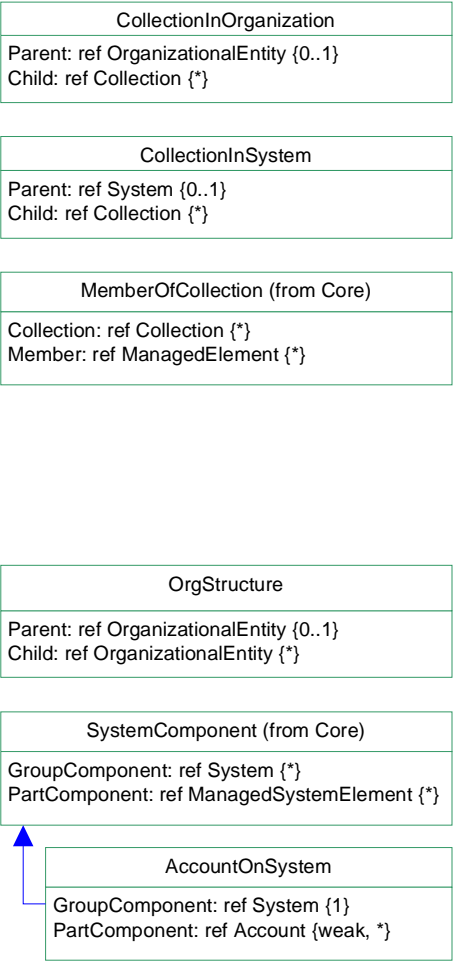 CollectionInOrganization
Parent: ref OrganizationalEntity {0..1}
Child: ref Collection {*}
CollectionInSystem
Parent: ref System {0..1}
Child: ref Collection {*}
MemberOfCollection (from Core)
Collection: ref Collection {*}
Member: ref ManagedElement {*}
OrgStructure
Parent: ref OrganizationalEntity {0..1}
Child: ref OrganizationalEntity {*}
SystemComponent (from Core)
GroupComponent: ref System {*}
PartComponent: ref ManagedSystemElement {*}
AccountOnSystem
GroupComponent: ref System {1}
PartComponent: ref Account {weak, *}